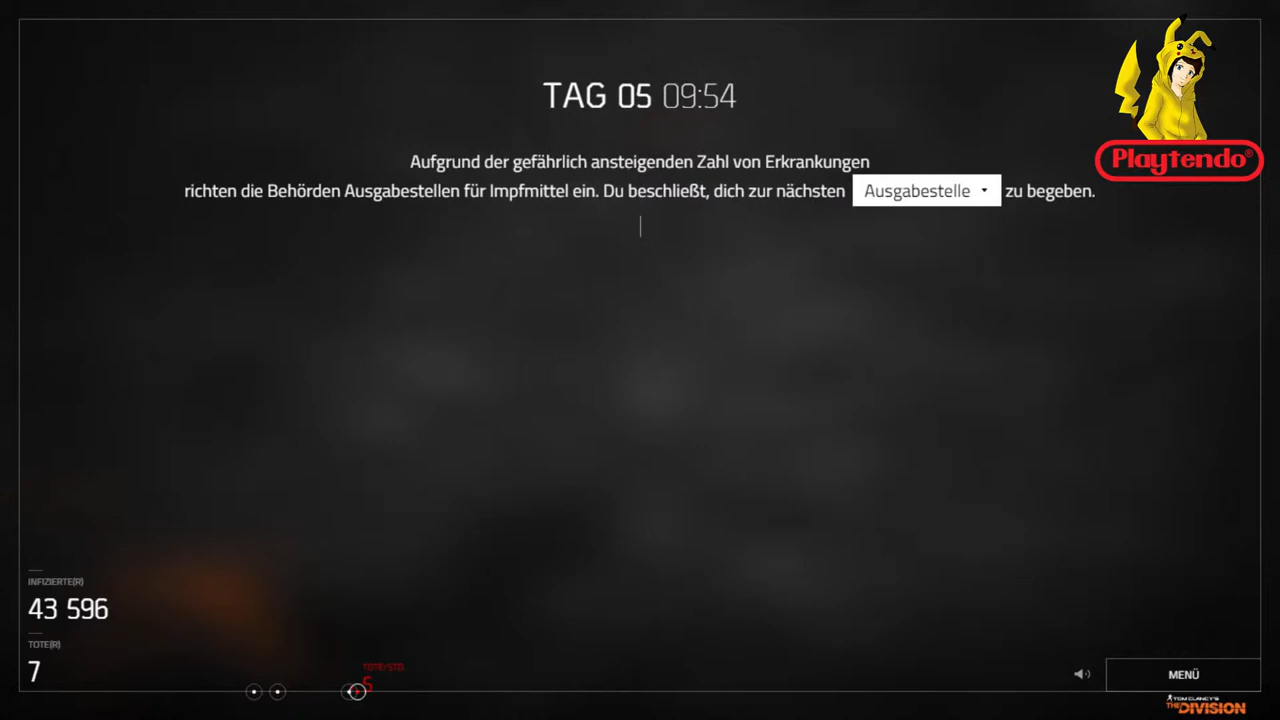 TAG 05 09:54
Playtendo®
Aufgrund der gefährlich ansteigenden Zahl von Erkrankungen
richten die Behörden Ausgabestellen für Impfmittel ein. Du beschließt, dich zur nächsten Ausgabestelle zu begeben.
INFIZIERTE(R)
43 596
TOTE(R)
7
TOTE/STD.
5
MENÜ
TOM CLANCY'S
THE DIVISION